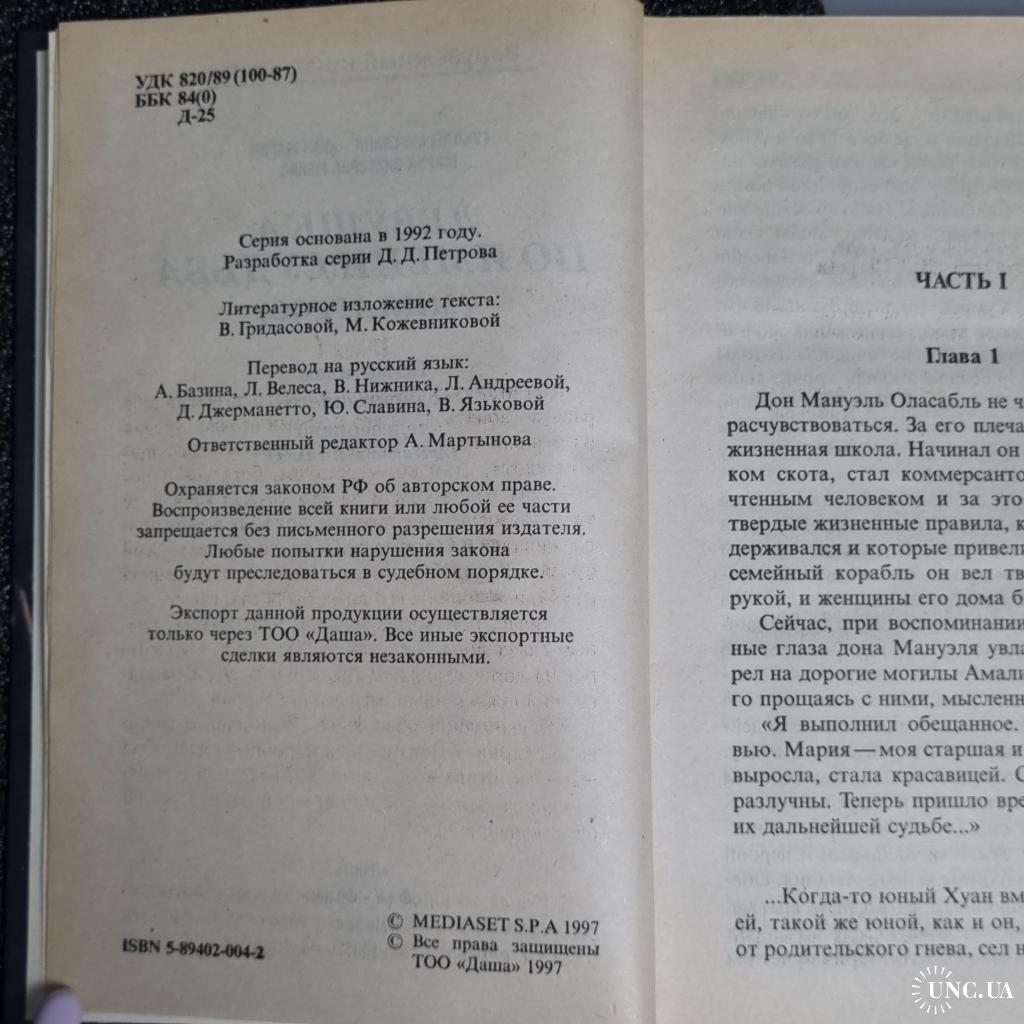 УДК 820/89(100-87)
ББК 84(0)
Д-25
Серия основана в 1992 году.
Разработка серии Д. Д. Петрова
Литературное изложение текста:
В. Гридасовой, М. Кожевниковой
Перевод на русский язык:
А. Базина, Л. Велеса, В. Нижника, Л. Андреевой,
Д. Джерманетто, Ю. Славина, В. Язьковой
Ответственный редактор А. Мартынова
Охраняется законом РФ об авторском праве.
Воспроизведение всей книги или любой ее части
запрещается без письменного разрешения издателя.
Любые попытки нарушения закона
будут преследоваться в судебном порядке.
Экспорт данной продукции осуществляется
только через ТОО «Даша». Все иные экспортные
сделки являются незаконными.
ISBN 5-89402-004-2
© MEDIASET S.P.A 1997
© Все права защищены
ТОО «Даша» 1997
ЧАСТЬ I
Глава 1
Дон Мануэль Оласабль не ч
расчувствоваться. За его плеча
жизненная школа. Начинал он
ком скота, стал коммерсанто
чтенным человеком и за это
твердые жизненные правила, к
держивался и которые привели
семейный корабль он вел тв
рукой, и женщины его дома б
Сейчас, при воспоминании
ные глаза дона Мануэля увла
рел на дорогие могилы Амали
го прощаясь с ними, мысленн
«Я выполнил обещанное.
вью. Мария—моя старшая и
выросла, стала красавицей. С
разлучны. Теперь пришло вре
их дальнейшей судьбе...»
...Когда-то юный Хуан вм
ей, такой же юной, как и он,
от родительского гнева, сел н
UNC.UA